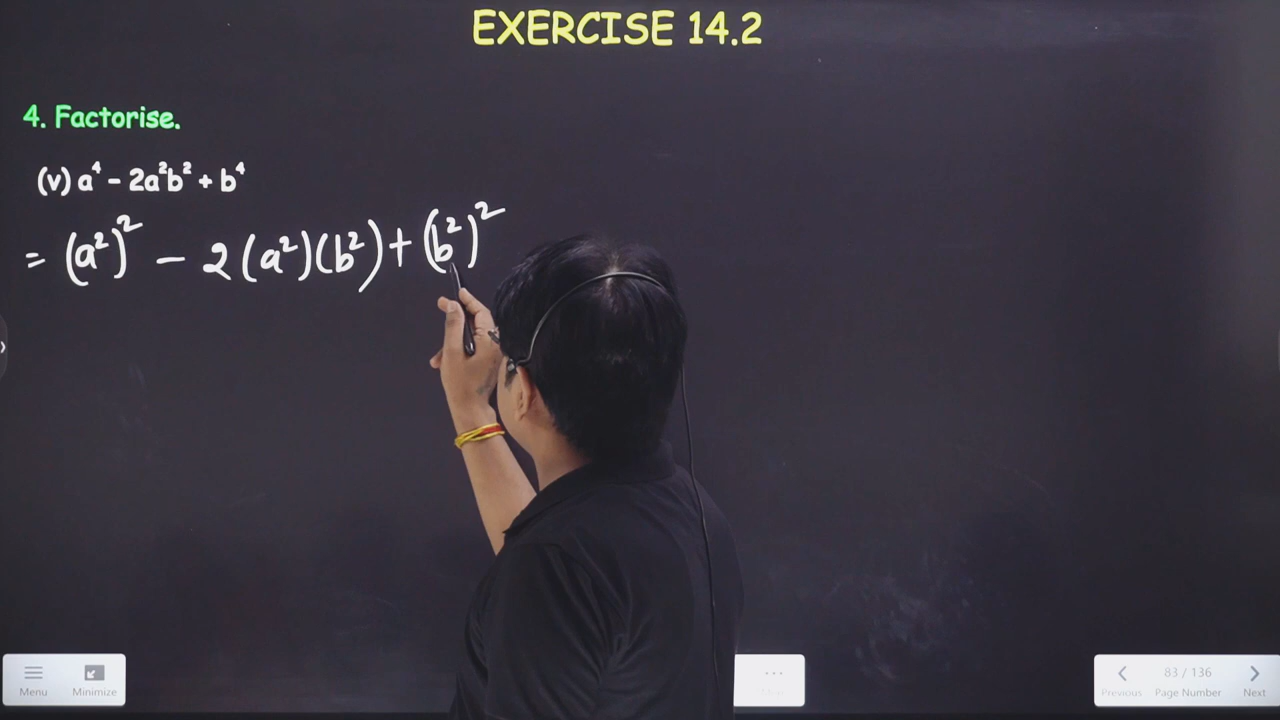 EXERCISE 14.2
4. Factorise.
(v) a⁴ - 2a²b² + b⁴
= (a²)² - 2(a²)(b²) + (b²)²
Menu
Minimize
83 / 136
Previous
Page Number
Next